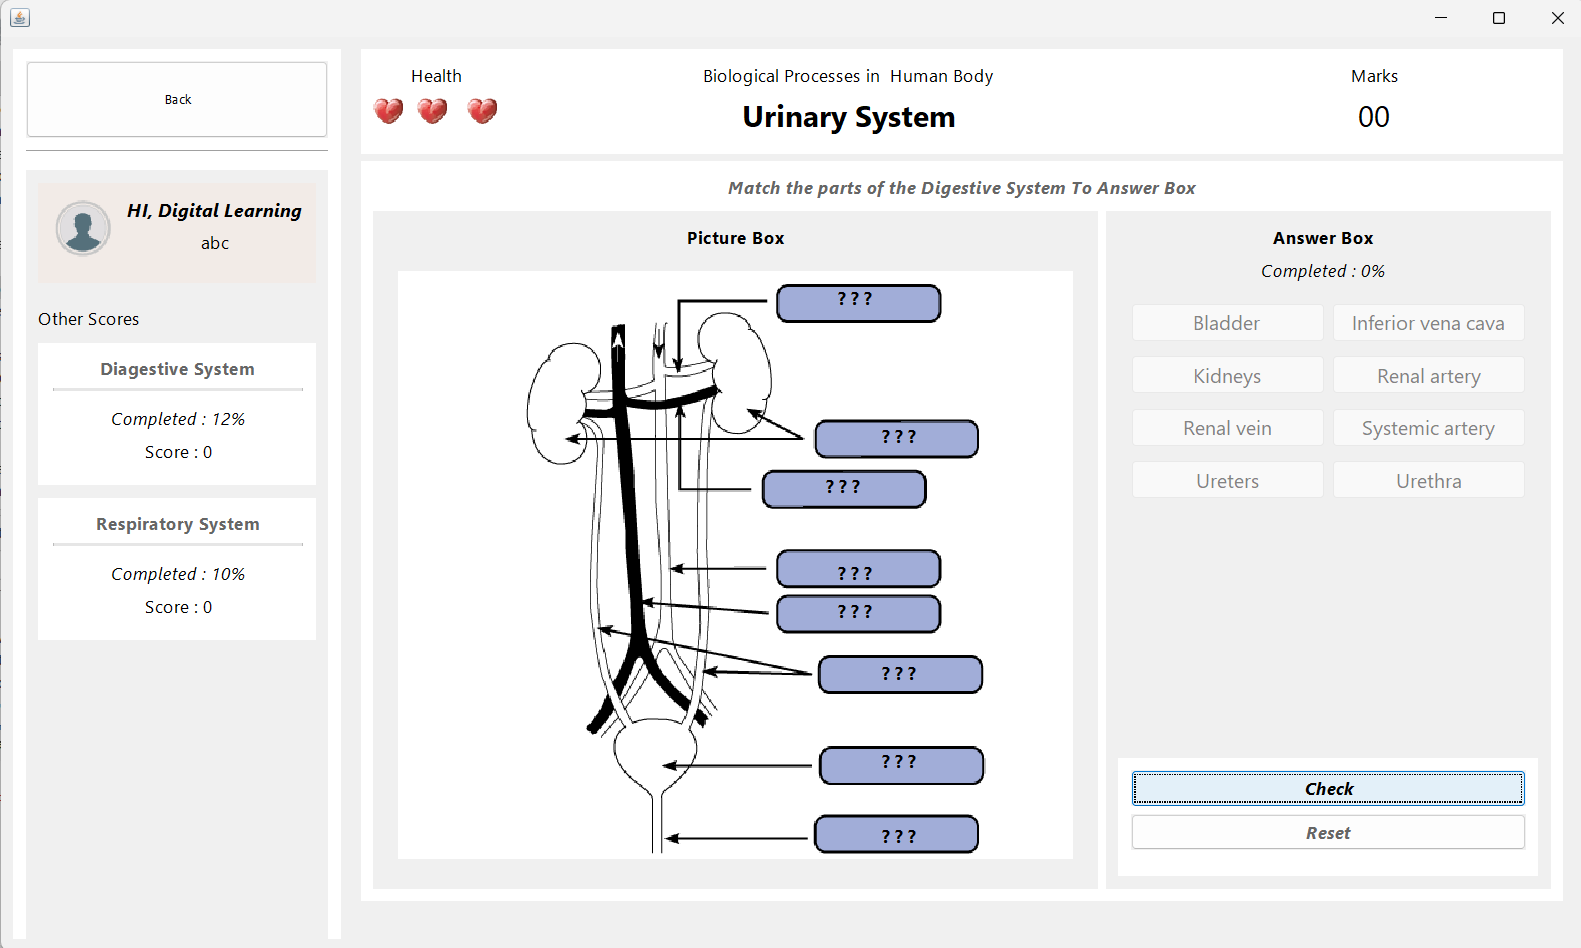 Back
HI, Digital Learning
abc
Other Scores
Diagestive System
Completed : 12%
Score : 0
Respiratory System
Completed : 10%
Score : 0
Health
Biological Processes in  Human Body
Urinary System
Marks
00
Match the parts of the Digestive System To Answer Box
Picture Box
? ? ?
? ? ?
? ? ?
? ? ?
? ? ?
? ? ?
? ? ?
? ? ?
Answer Box
Completed : 0%
Bladder
Inferior vena cava
Kidneys
Renal artery
Renal vein
Systemic artery
Ureters
Urethra
Check
Reset